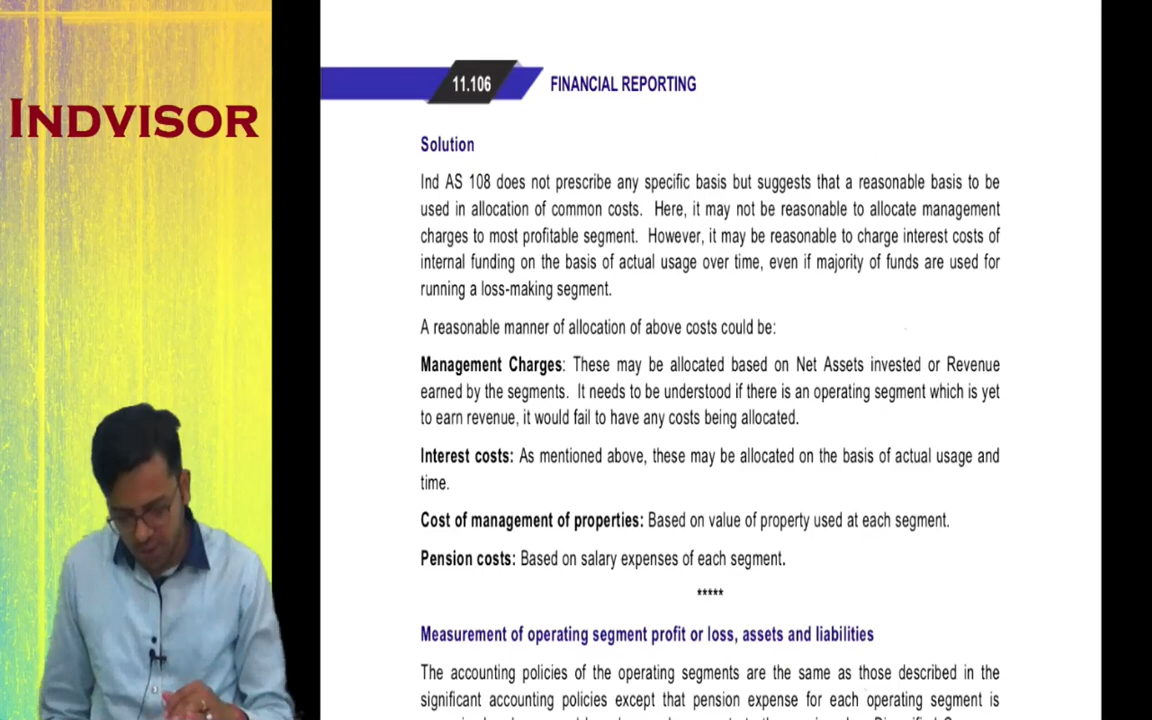 INDVISOR
11.106 FINANCIAL REPORTING
Solution
Ind AS 108 does not prescribe any specific basis but suggests that a reasonable basis to be
used in allocation of common costs. Here, it may not be reasonable to allocate management
charges to most profitable segment. However, it may be reasonable to charge interest costs of
internal funding on the basis of actual usage over time, even if majority of funds are used for
running a loss-making segment.
A reasonable manner of allocation of above costs could be:
Management Charges: These may be allocated based on Net Assets invested or Revenue
earned by the segments. It needs to be understood if there is an operating segment which is yet
to earn revenue, it would fail to have any costs being allocated.
Interest costs: As mentioned above, these may be allocated on the basis of actual usage and
time.
Cost of management of properties: Based on value of property used at each segment.
Pension costs: Based on salary expenses of each segment.
*****
Measurement of operating segment profit or loss, assets and liabilities
The accounting policies of the operating segments are the same as those described in the
significant accounting policies except that pension expense for each operating segment is